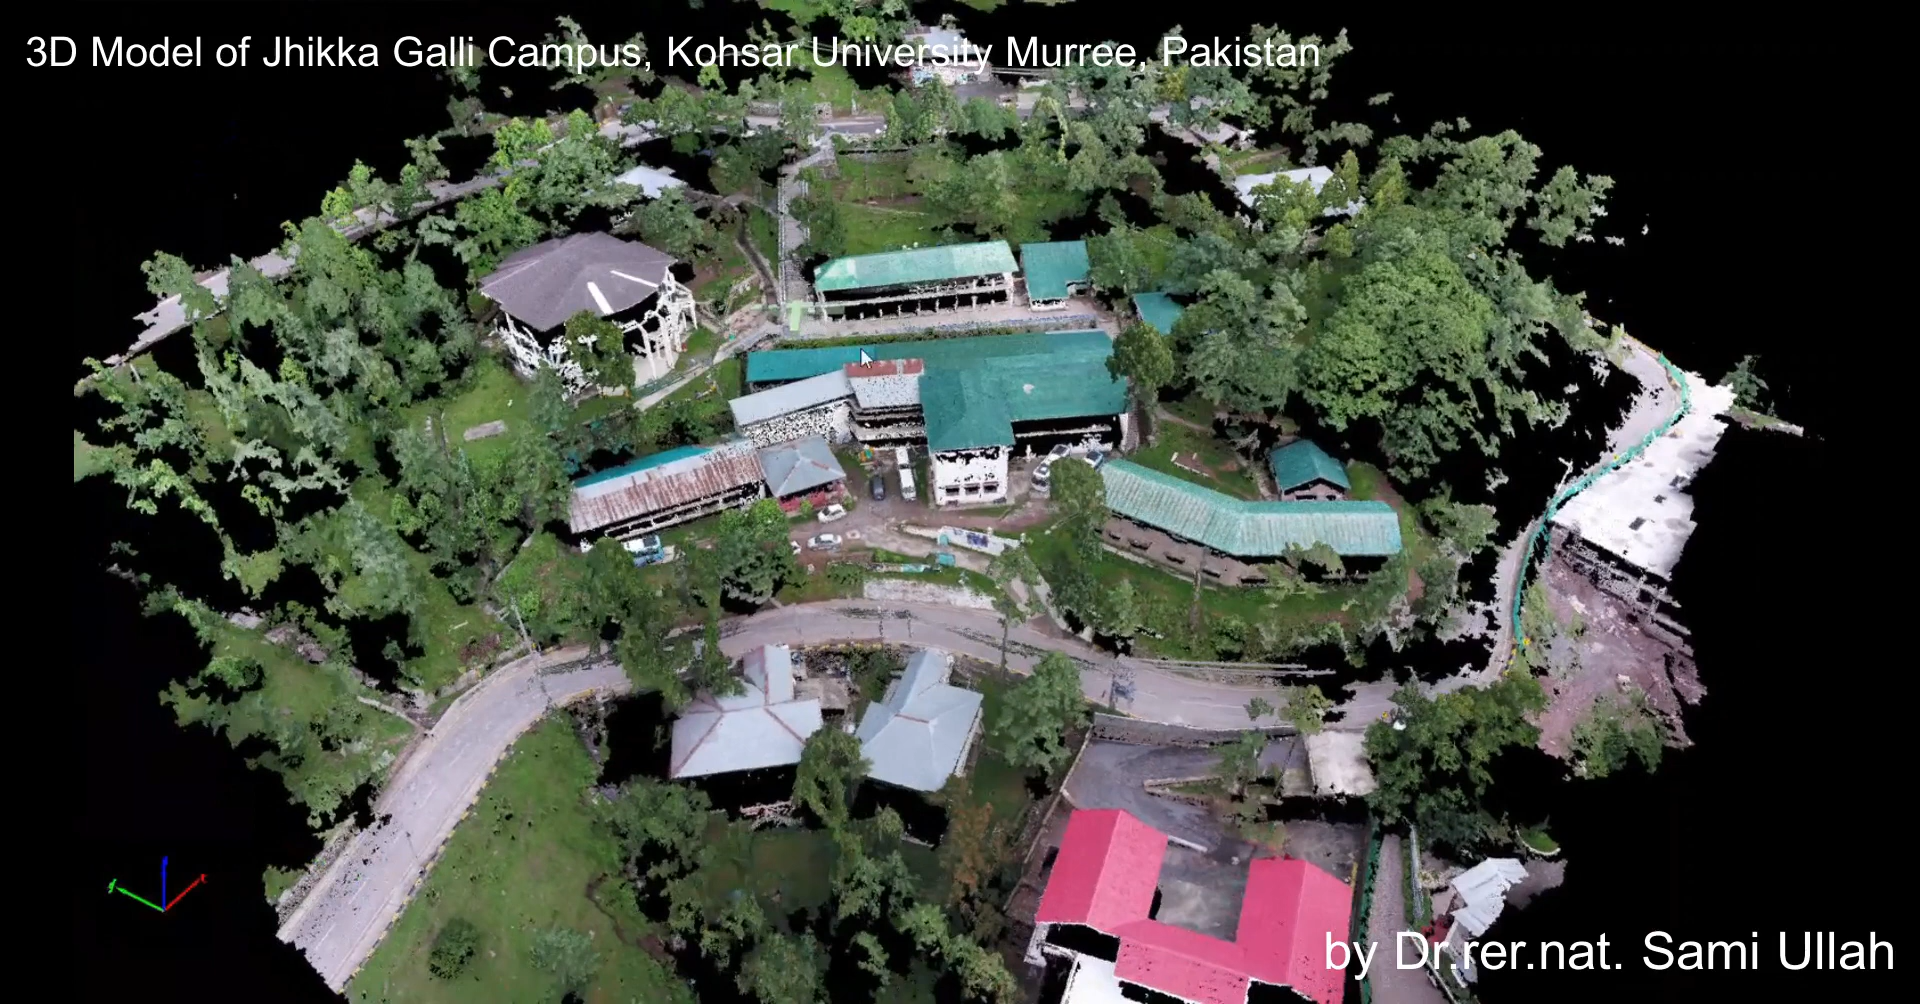 3D Model of Jhikka Galli Campus, Kohsar University Murree, Pakistan
by Dr.rer.nat. Sami Ullah